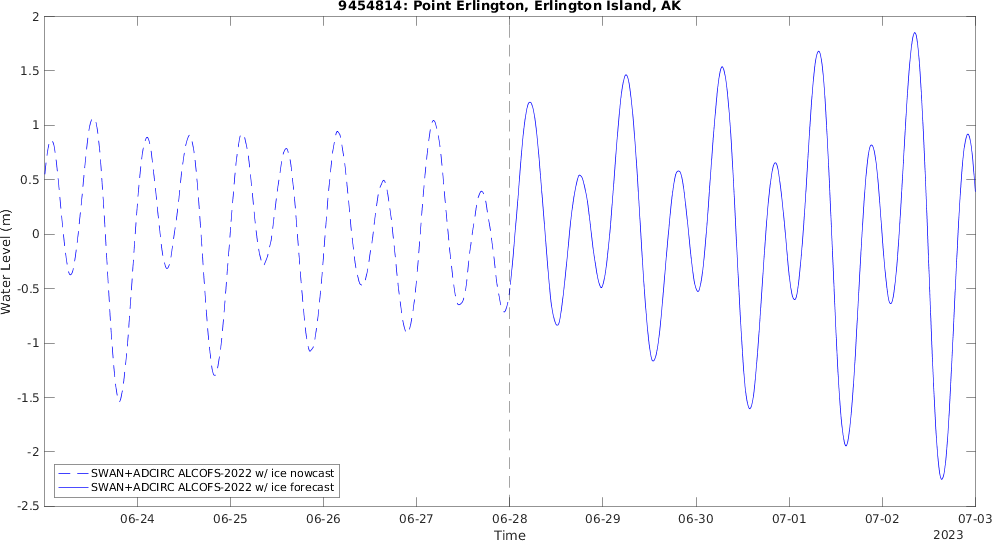 9454814: Point Erlington, Erlington Island, AK
2
1.5
1
0.5
0
-0.5
-1
-1.5
-2
-2.5
Water Level (m)
SWAN+ADCIRC ALCOFS-2022 w/ ice nowcast
SWAN+ADCIRC ALCOFS-2022 w/ ice forecast
06-24 06-25 06-26 06-27 06-28 06-29 06-30 07-01 07-02 07-03
Time
2023